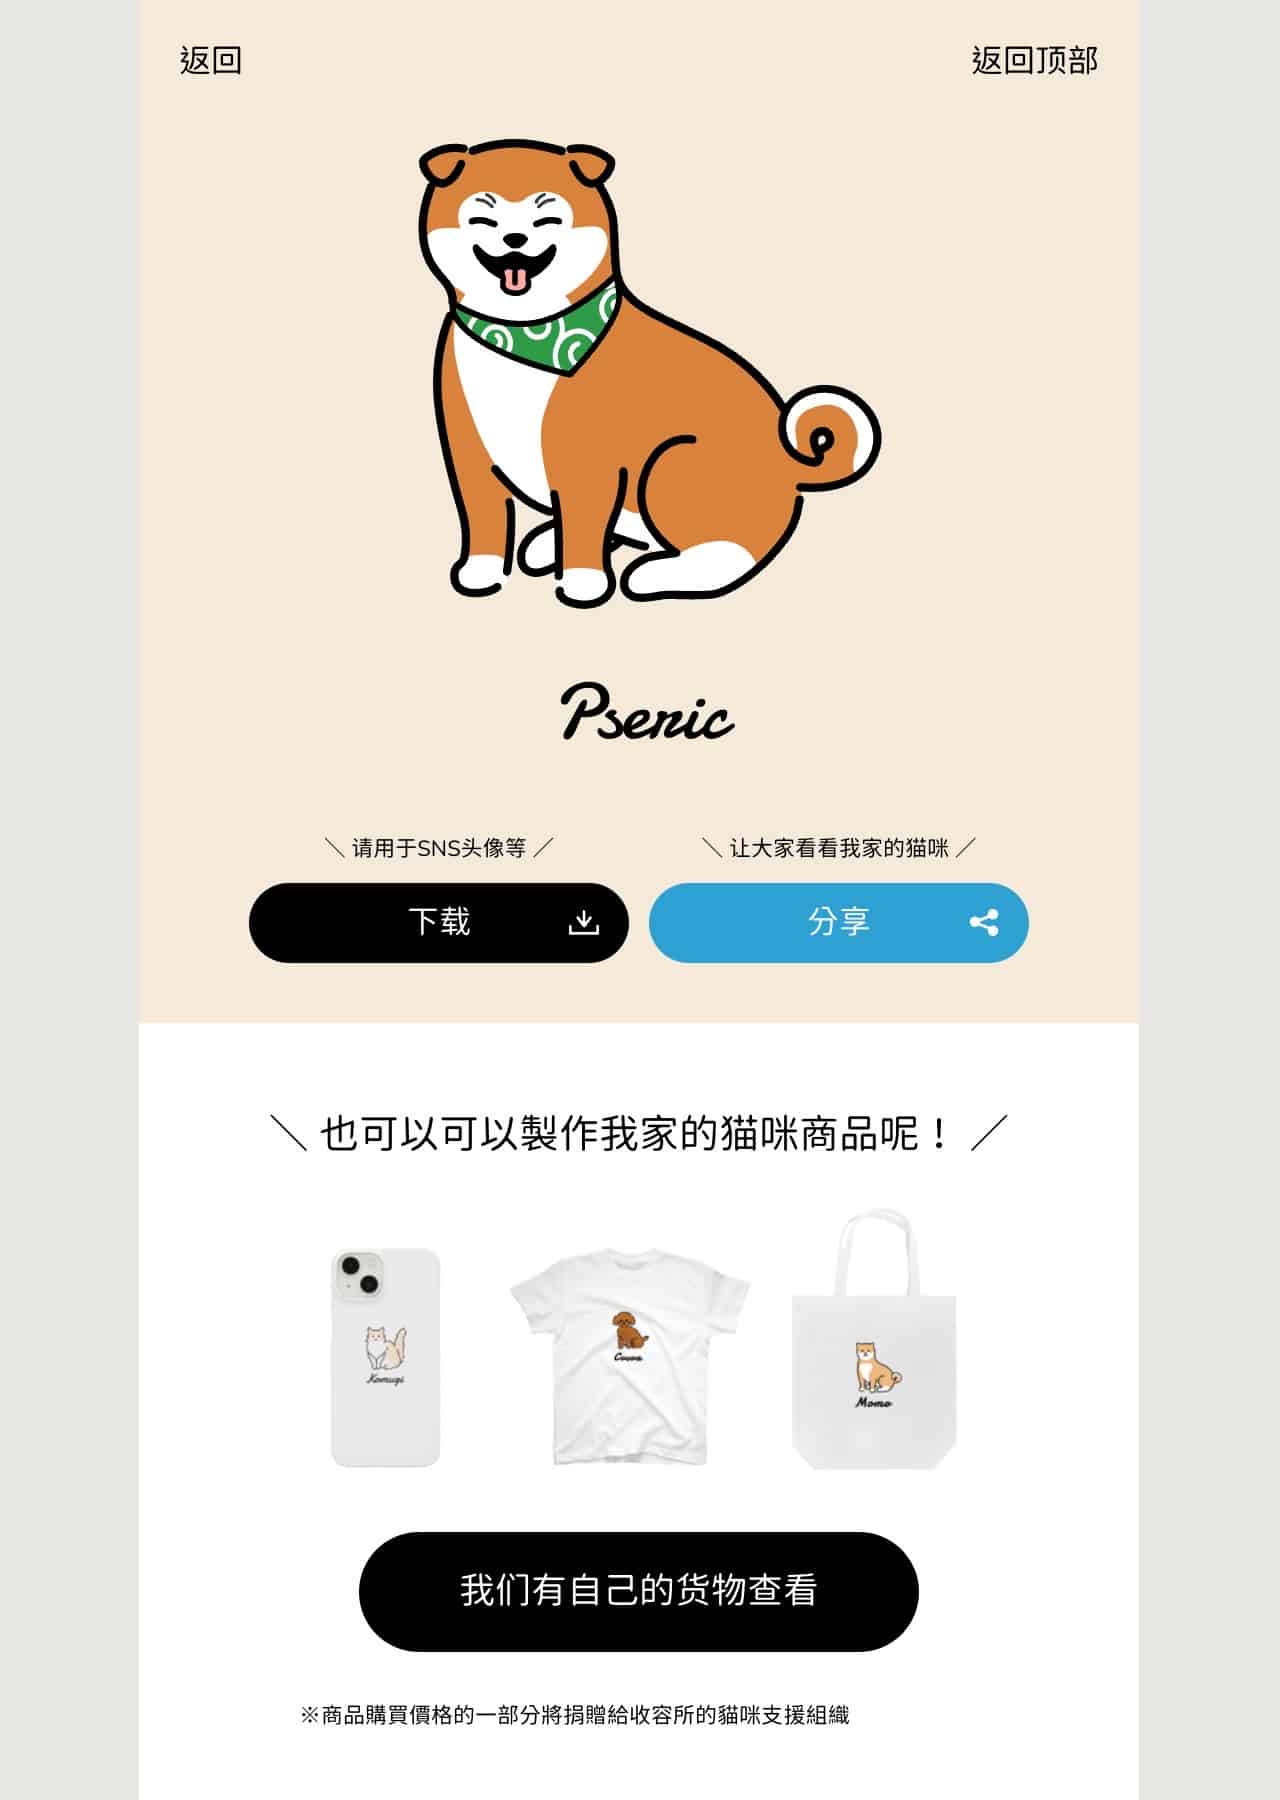 返回
返回顶部
Pseric
＼ 请用于SNS头像等 ／
＼ 让大家看看我家的猫咪 ／
下载
分享
＼ 也可以可以製作我家的猫咪商品呢！ ／
Komugi
Cocoa
Momo
我们有自己的货物查看
※商品購買價格的一部分將捐贈給收容所的貓咪支援組織